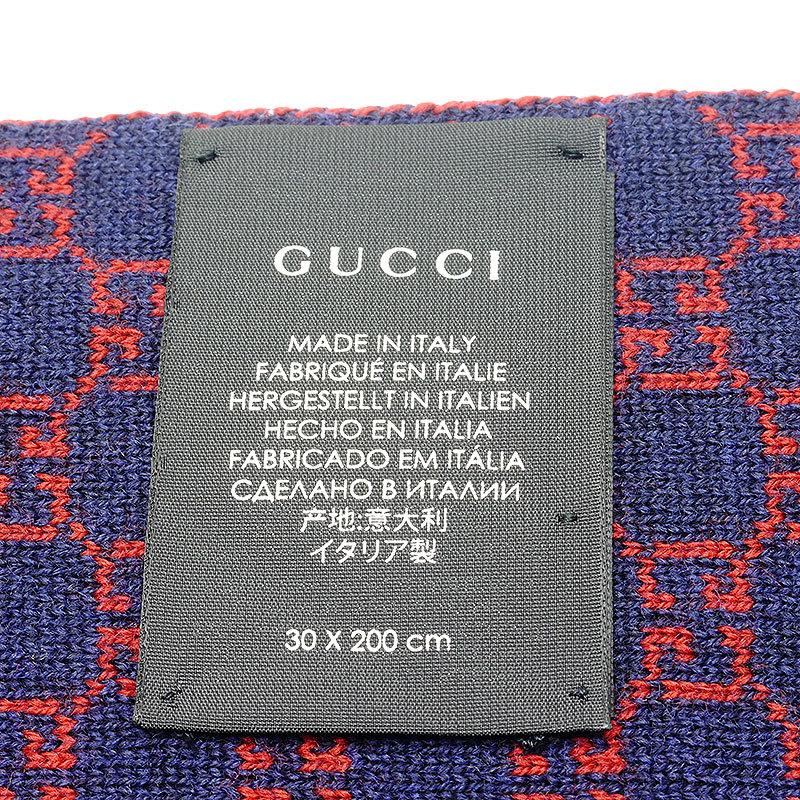 GUCCI
MADE IN ITALY
FABRIQUÉ EN ITALIE
HERGESTELLT IN ITALIEN
HECHO EN ITALIA
FABRICADO EM ITALIA
СДЕЛАНО В ИТАЛИИ
产地:意大利
イタリア製
30 X 200 cm